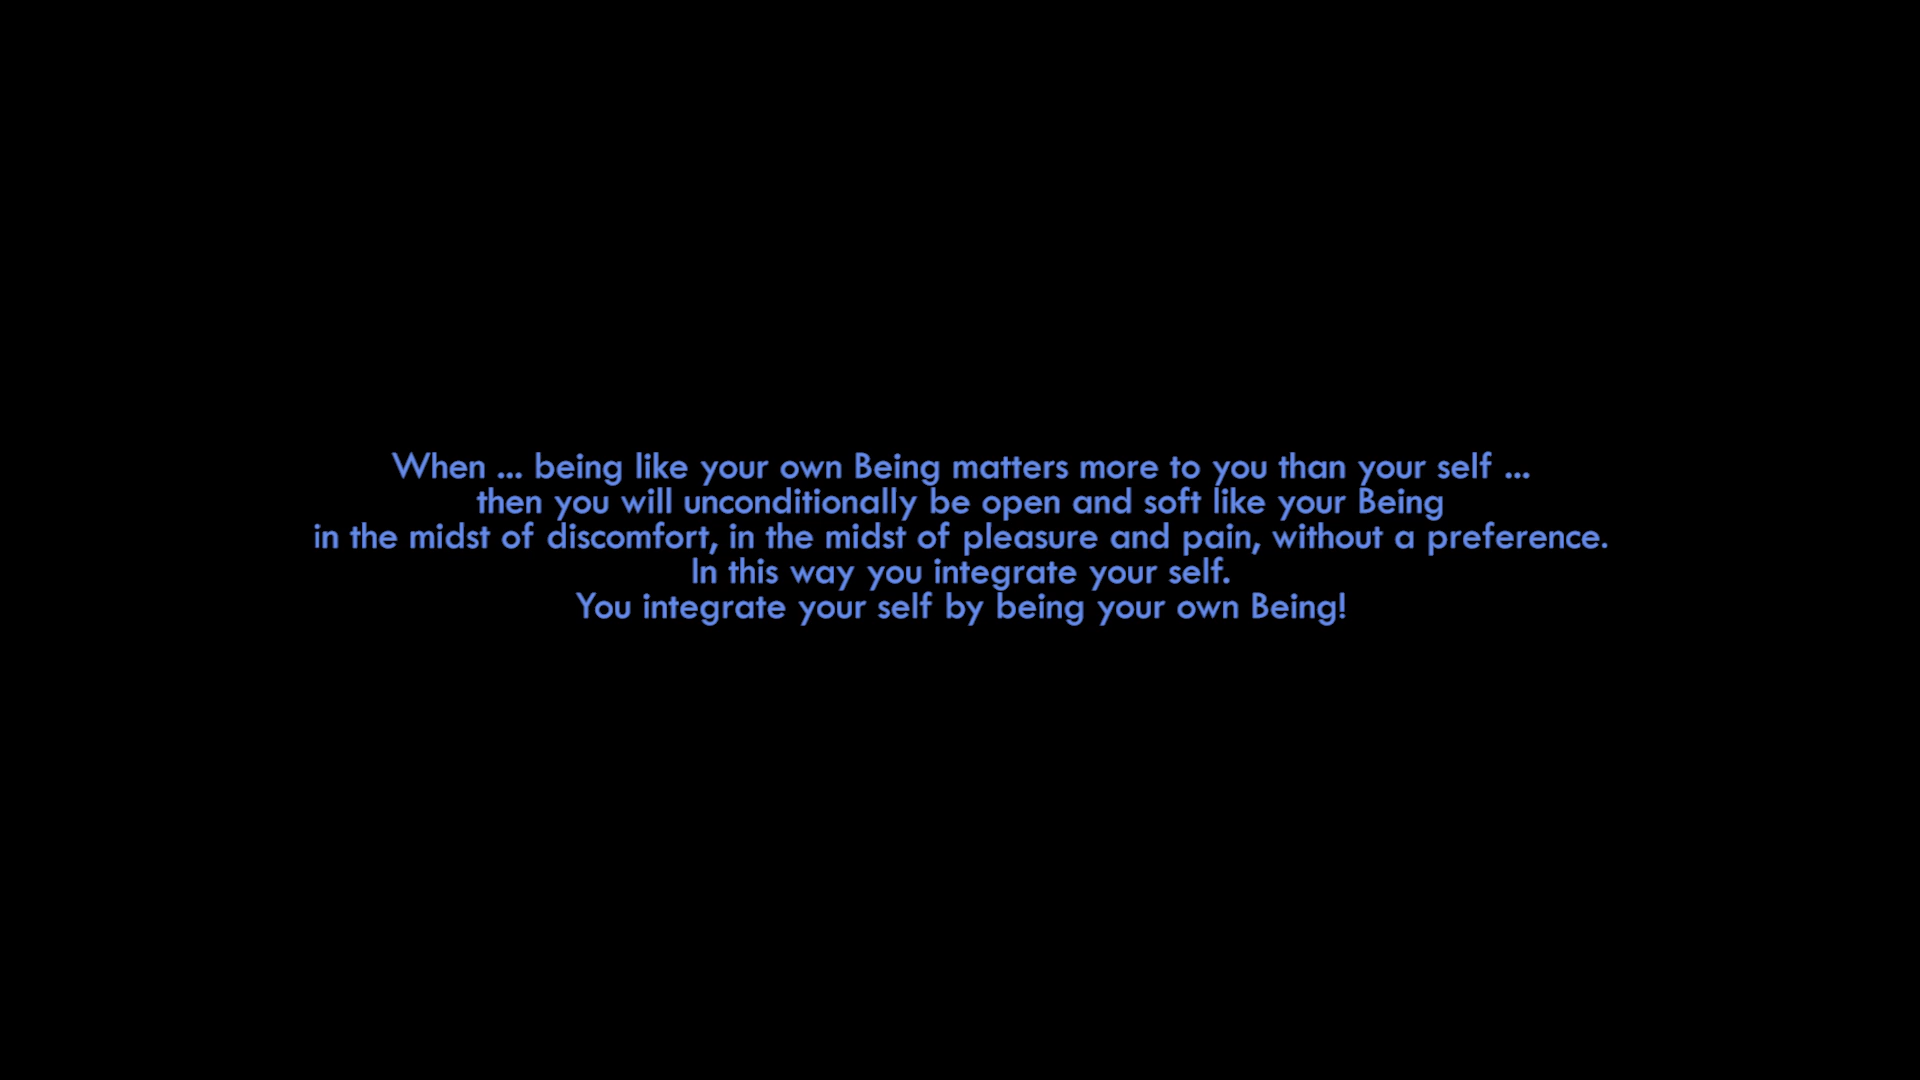 When ... being like your own Being matters more to you than your self ...
then you will unconditionally be open and soft like your Being
in the midst of discomfort, in the midst of pleasure and pain, without a preference.
In this way you integrate your self.
You integrate your self by being your own Being!